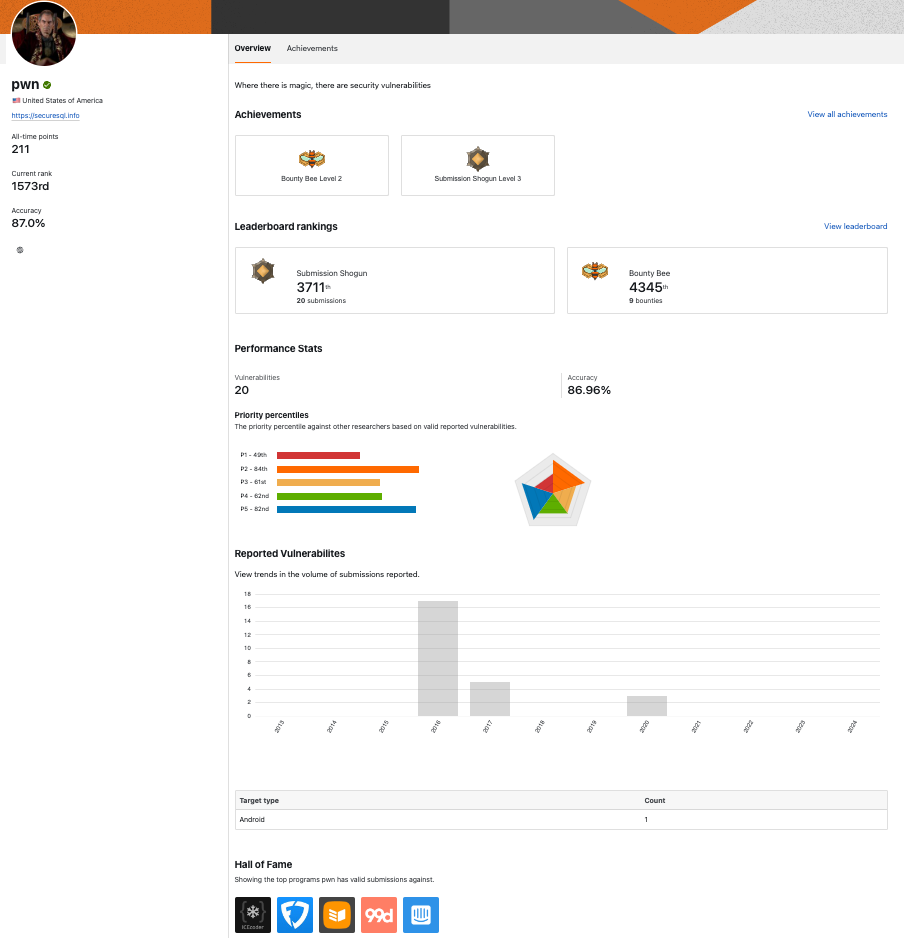 pwn
United States of America
https://securesql.info
All-time points
211
Current rank
1573rd
Accuracy
87.0%
Overview Achievements
Where there is magic, there are security vulnerabilities
Achievements View all achievements
Bounty Bee Level 2
Submission Shogun Level 3
Leaderboard rankings View leaderboard
Submission Shogun
3711th
20 submissions
Bounty Bee
4345th
9 bounties
Performance Stats
Vulnerabilities
20
Accuracy
86.96%
Priority percentiles
The priority percentile against other researchers based on valid reported vulnerabilities.
P1 - 49th
P2 - 84th
P3 - 61st
P4 - 62nd
P5 - 82nd
Reported Vulnerabilites
View trends in the volume of submissions reported.
18
16
14
12
10
8
6
4
2
0
2013 2014 2015 2016 2017 2018 2019 2020 2021 2022 2023 2024
Target type Count
Android 1
Hall of Fame
Showing the top programs pwn has valid submissions against.
ICEcoder
99d